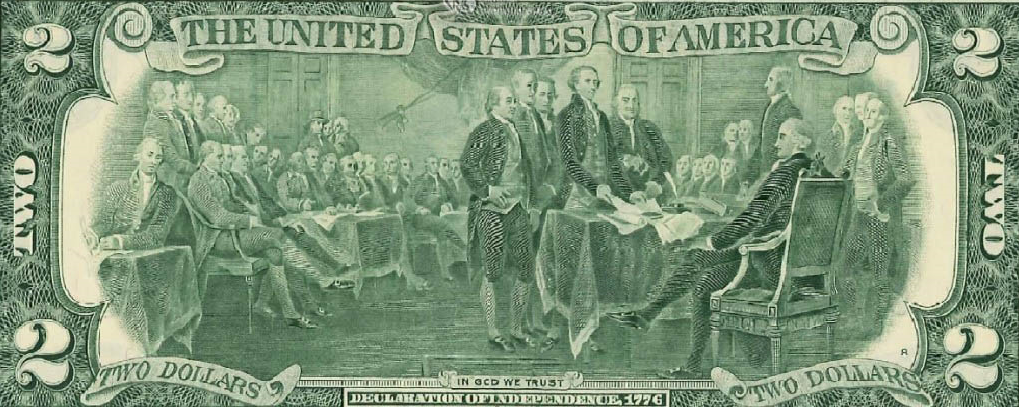 THE UNITED STATES OF AMERICA
2
2
TWO
TWO
2
2
TWO DOLLARS
IN GOD WE TRUST
TWO DOLLARS
DECLARATION OF INDEPENDENCE, 1776
R